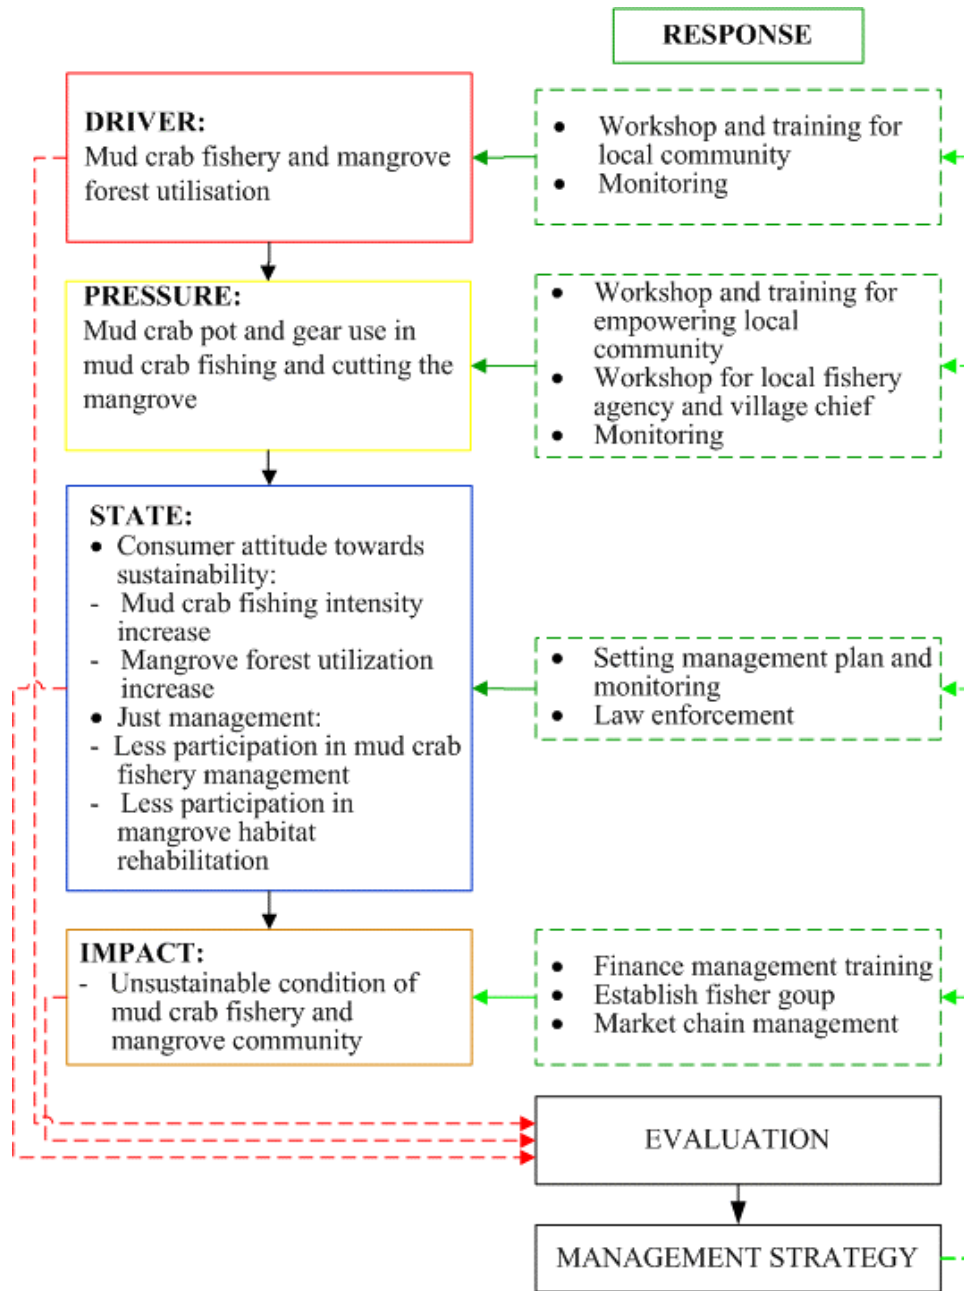 RESPONSE
DRIVER:
Mud crab fishery and mangrove
forest utilisation
● Workshop and training for
local community
● Monitoring
PRESSURE:
Mud crab pot and gear use in
mud crab fishing and cutting the
mangrove
● Workshop and training for
empowering local
community
● Workshop for local fishery
agency and village chief
● Monitoring
STATE:
● Consumer attitude towards
sustainability:
- Mud crab fishing intensity
increase
- Mangrove forest utilization
increase
● Just management:
- Less participation in mud crab
fishery management
- Less participation in
mangrove habitat
rehabilitation
● Setting management plan and
monitoring
● Law enforcement
IMPACT:
- Unsustainable condition of
mud crab fishery and
mangrove community
● Finance management training
● Establish fisher goup
● Market chain management
EVALUATION
MANAGEMENT STRATEGY